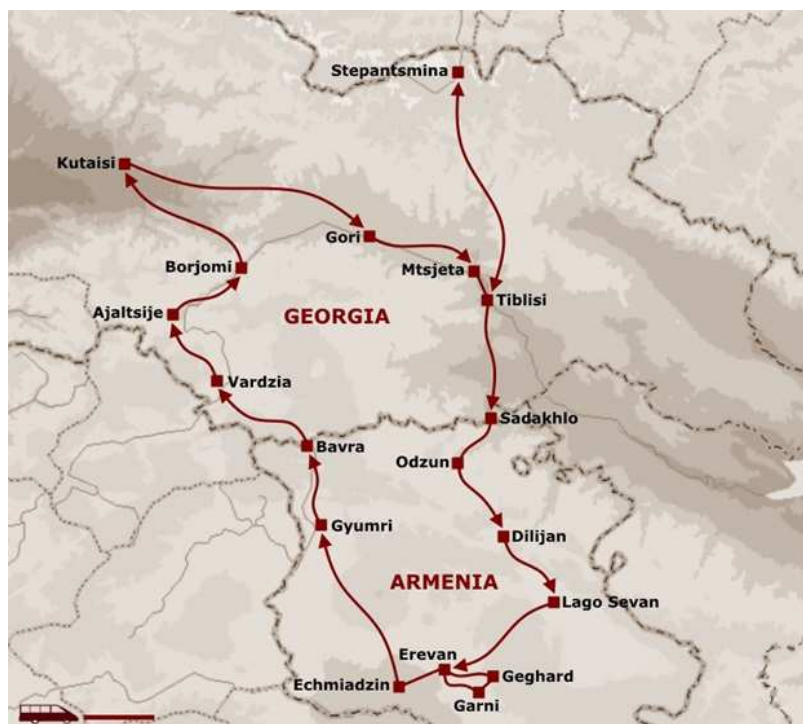 Stepantsmina
Kutaisi
Gori
Borjomi
Mtsjeta
Tiblisi
Ajaltsije
GEORGIA
Vardzia
Sadakhlo
Bavra
Odzun
Gyumri
Dilijan
ARMENIA
Lago Sevan
Erevan
Geghard
Echmiadzin
Garni